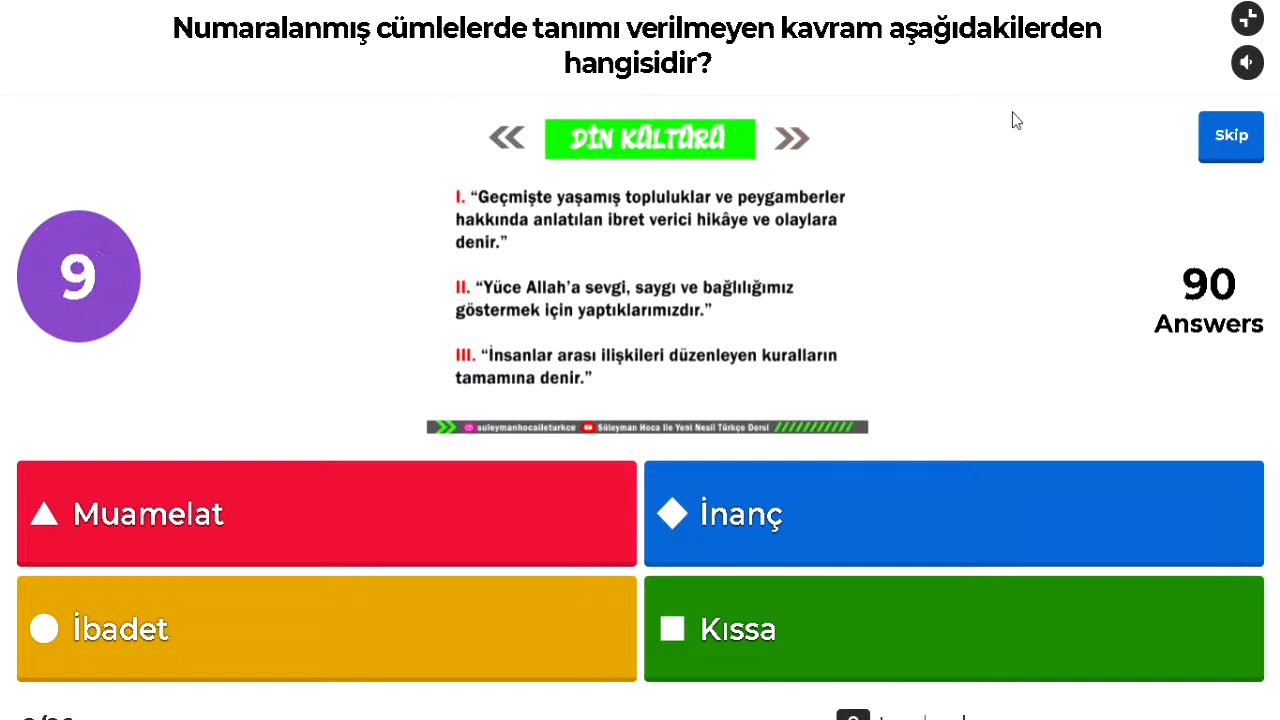 Numaralanmış cümlelerde tanımı verilmeyen kavram aşağıdakilerden
hangisidir?
DİN KÜLTÜRÜ
Skip
I. “Geçmişte yaşamış topluluklar ve peygamberler
hakkında anlatılan ibret verici hikâye ve olaylara
denir.”
9
II. “Yüce Allah’a sevgi, saygı ve bağlılığımız
göstermek için yaptıklarımızdır.”
90
Answers
III. “İnsanlar arası ilişkileri düzenleyen kuralların
tamamına denir.”
suleymanhocaileturkce Süleyman Hoca İle Yeni Nesil Türkçe Dersi
Muamelat
İnanç
İbadet
Kıssa